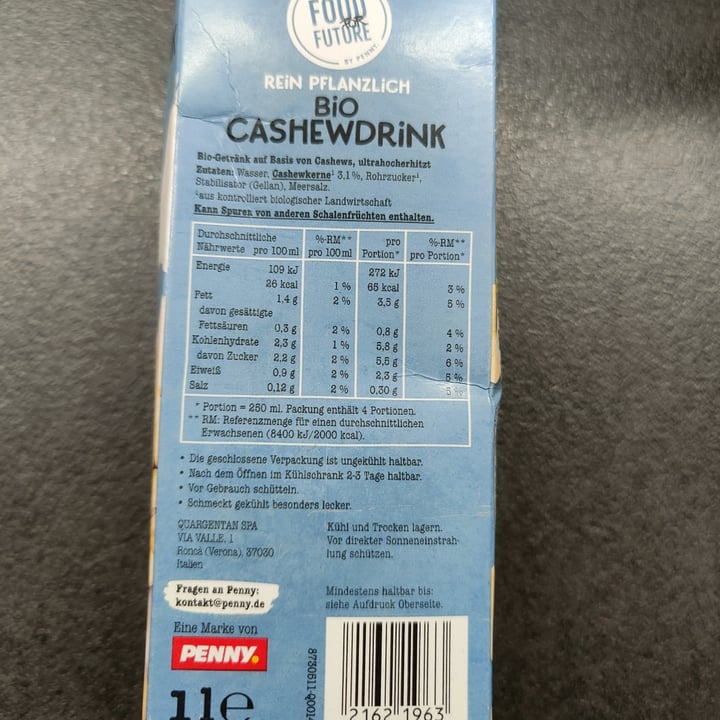 FOOD
FOR
FUTURE
BY PENNY.
REiN PFLANZLiCH
BiO
CASHEWDRiNK
Bio-Getränk auf Basis von Cashews, ultrahocherhitzt
Zutaten: Wasser, Cashewkerne¹ 3,1%, Rohrzucker¹,
Stabilisator (Gellan), Meersalz.
¹aus kontrolliert biologischer Landwirtschaft
Kann Spuren von anderen Schalenfrüchten enthalten.
Durchschnittliche %-RM** pro %-RM**
Nährwerte pro 100 ml pro 100 ml Portion* pro Portion*
Energie 109 kJ 272 kJ
26 kcal 1 % 65 kcal 3 %
Fett 1,4 g 2 % 3,5 g 5 %
davon gesättigte
Fettsäuren 0,3 g 2 % 0,8 g 4 %
Kohlenhydrate 2,3 g 1 % 5,8 g 2 %
davon Zucker 2,2 g 2 % 5,5 g 6 %
Eiweiß 0,9 g 2 % 2,3 g 5 %
Salz 0,12 g 2 % 0,30 g 5 %
* Portion = 250 ml. Packung enthält 4 Portionen.
** RM: Referenzmenge für einen durchschnittlichen
Erwachsenen (8400 kJ/2000 kcal).
• Die geschlossene Verpackung ist ungekühlt haltbar.
• Nach dem Öffnen im Kühlschrank 2-3 Tage haltbar.
• Vor Gebrauch schütteln.
• Schmeckt gekühlt besonders lecker.
QUARGENTAN SPA
VIA VALLE, 1
Roncà (Verona), 37030
Italien
Kühl und Trocken lagern.
Vor direkter Sonneneinstrah-
lung schützen.
Fragen an Penny:
kontakt@penny.de
Mindestens haltbar bis:
siehe Aufdruck Oberseite.
Eine Marke von
PENNY.
1 l e
2162 1963